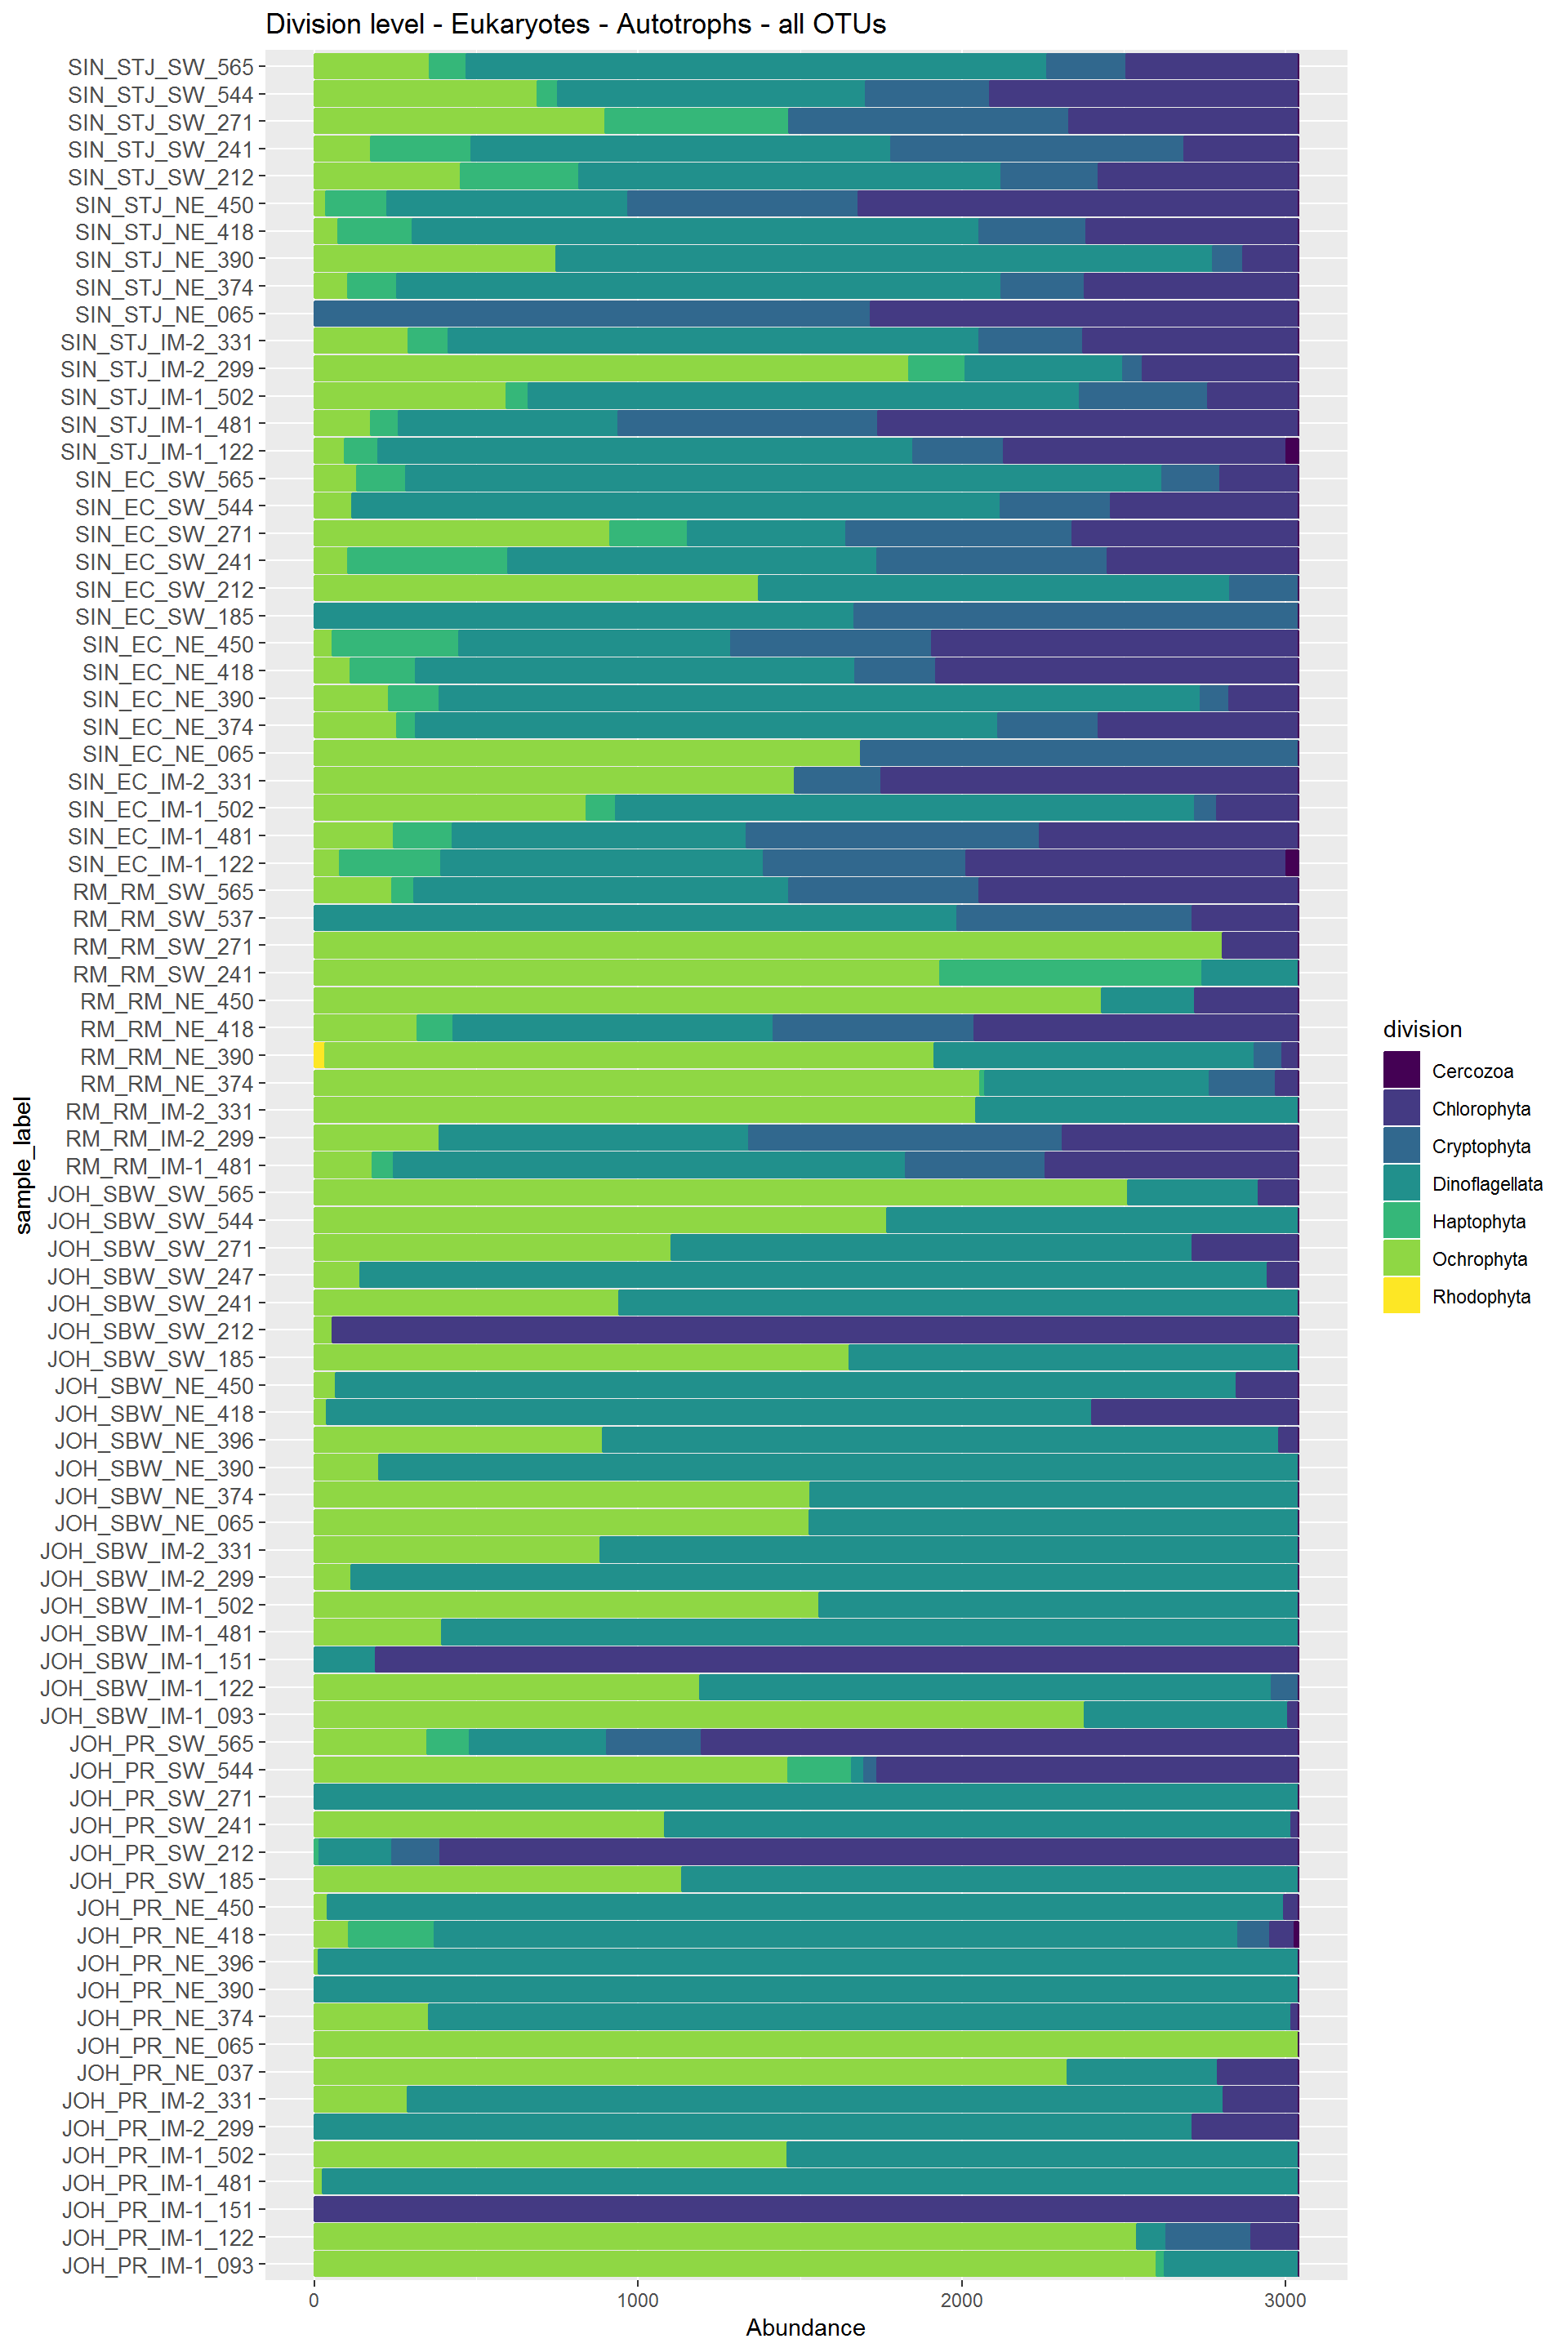 Division level - Eukaryotes - Autotrophs - all OTUs
SIN_STJ_SW_565
SIN_STJ_SW_544
SIN_STJ_SW_271
SIN_STJ_SW_241
SIN_STJ_SW_212
SIN_STJ_NE_450
SIN_STJ_NE_418
SIN_STJ_NE_390
SIN_STJ_NE_374
SIN_STJ_NE_065
SIN_STJ_IM-2_331
SIN_STJ_IM-2_299
SIN_STJ_IM-1_502
SIN_STJ_IM-1_481
SIN_STJ_IM-1_122
SIN_EC_SW_565
SIN_EC_SW_544
SIN_EC_SW_271
SIN_EC_SW_241
SIN_EC_SW_212
SIN_EC_SW_185
SIN_EC_NE_450
SIN_EC_NE_418
SIN_EC_NE_390
SIN_EC_NE_374
SIN_EC_NE_065
SIN_EC_IM-2_331
SIN_EC_IM-1_502
SIN_EC_IM-1_481
SIN_EC_IM-1_122
RM_RM_SW_565
RM_RM_SW_537
RM_RM_SW_271
RM_RM_SW_241
RM_RM_NE_450
RM_RM_NE_418
RM_RM_NE_390
RM_RM_NE_374
RM_RM_IM-2_331
RM_RM_IM-2_299
RM_RM_IM-1_481
JOH_SBW_SW_565
JOH_SBW_SW_544
JOH_SBW_SW_271
JOH_SBW_SW_247
JOH_SBW_SW_241
JOH_SBW_SW_212
JOH_SBW_SW_185
JOH_SBW_NE_450
JOH_SBW_NE_418
JOH_SBW_NE_396
JOH_SBW_NE_390
JOH_SBW_NE_374
JOH_SBW_NE_065
JOH_SBW_IM-2_331
JOH_SBW_IM-2_299
JOH_SBW_IM-1_502
JOH_SBW_IM-1_481
JOH_SBW_IM-1_151
JOH_SBW_IM-1_122
JOH_SBW_IM-1_093
JOH_PR_SW_565
JOH_PR_SW_544
JOH_PR_SW_271
JOH_PR_SW_241
JOH_PR_SW_212
JOH_PR_SW_185
JOH_PR_NE_450
JOH_PR_NE_418
JOH_PR_NE_396
JOH_PR_NE_390
JOH_PR_NE_374
JOH_PR_NE_065
JOH_PR_NE_037
JOH_PR_IM-2_331
JOH_PR_IM-2_299
JOH_PR_IM-1_502
JOH_PR_IM-1_481
JOH_PR_IM-1_151
JOH_PR_IM-1_122
JOH_PR_IM-1_093
sample_label
0 1000 2000 3000
Abundance
division
Cercozoa
Chlorophyta
Cryptophyta
Dinoflagellata
Haptophyta
Ochrophyta
Rhodophyta